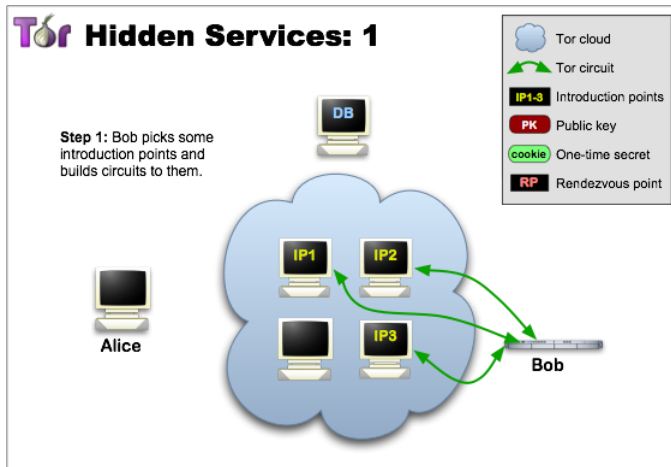 Tor Hidden Services: 1
Tor cloud
Tor circuit
IP1-3 Introduction points
PK Public key
cookie One-time secret
RP Rendezvous point
DB
Step 1: Bob picks some
introduction points and
builds circuits to them.
IP1 IP2
IP3
Alice
Bob